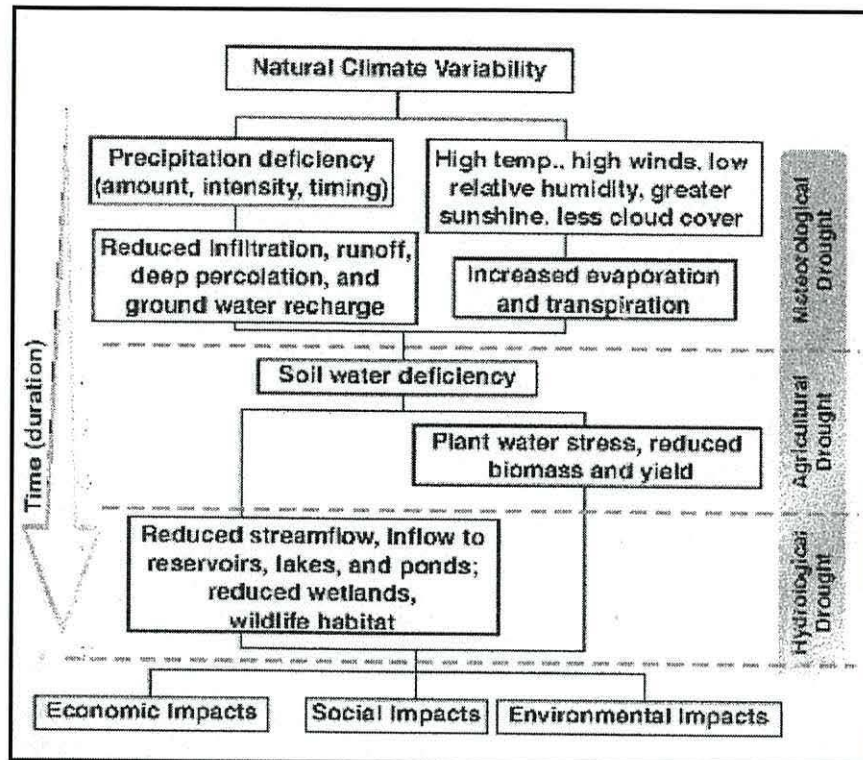 Natural Climate Variability
Precipitation deficiency
(amount, intensity, timing)
High temp., high winds, low
relative humidity, greater
sunshine, less cloud cover
Reduced Infiltration, runoff,
deep percolation, and
ground water recharge
Increased evaporation
and transpiration
Meteorological
Drought
Time (duration)
Soil water deficiency
Plant water stress, reduced
biomass and yield
Agricultural
Drought
Reduced streamflow, Inflow to
reservoirs, lakes, and ponds;
reduced wetlands,
wildlife habitat
Hydrological
Drought
Economic Impacts
Social Impacts
Environmental Impacts